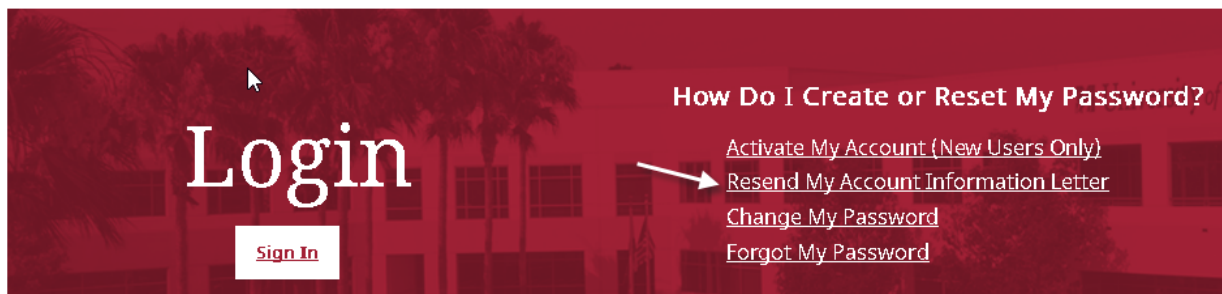 Login
Sign In
How Do I Create or Reset My Password?
Activate My Account (New Users Only)
Resend My Account Information Letter
Change My Password
Forgot My Password